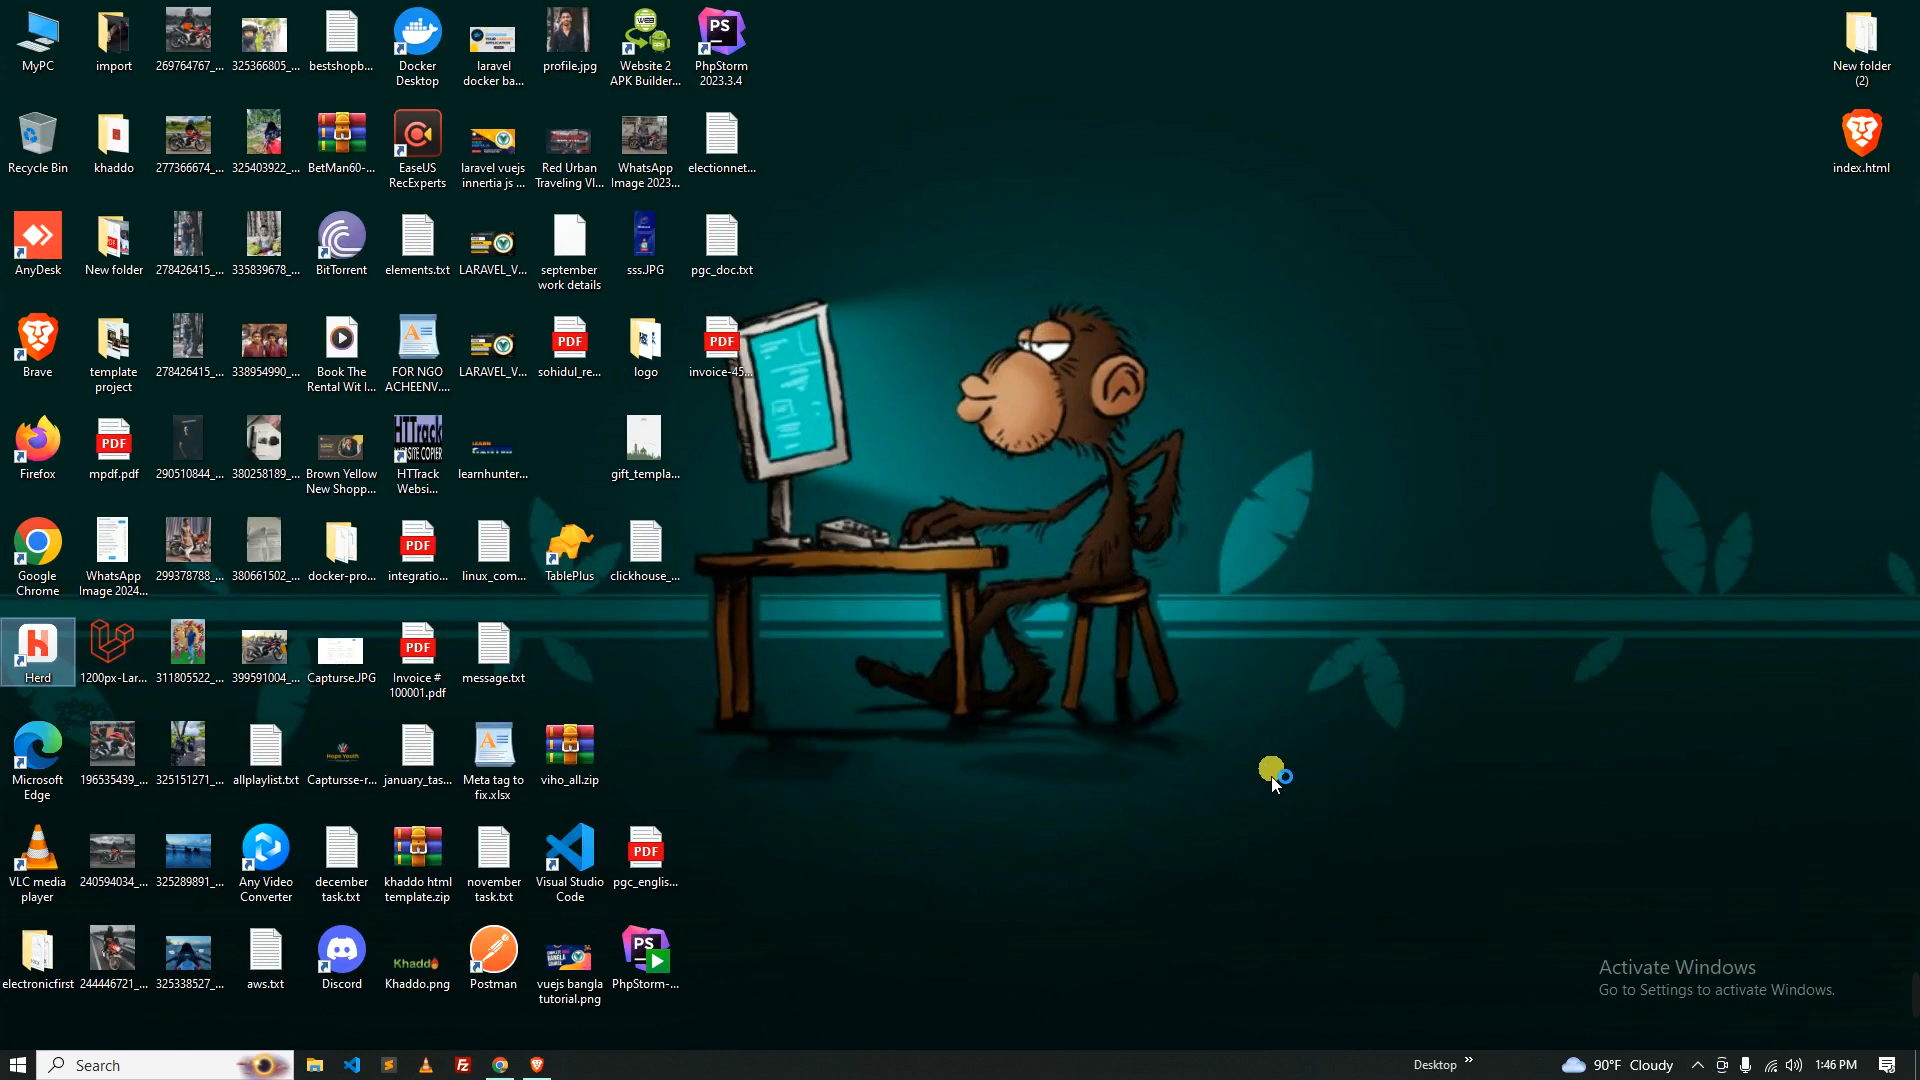 MyPC
import
269764767_...
325366805_...
bestshopb...
Docker
Desktop
laravel
docker ba...
profile.jpg
Website 2
APK Builder...
PhpStorm
2023.3.4
New folder
(2)
Recycle Bin
khaddo
277366674_...
325403922_...
BetMan60-...
EaseUS
RecExperts
laravel vuejs
innertia js ...
Red Urban
Traveling Vl...
WhatsApp
Image 2023...
electionnet...
index.html
AnyDesk
New folder
278426415_...
335839678_...
BitTorrent
elements.txt
LARAVEL_V...
september
work details
sss.JPG
pgc_doc.txt
Brave
template
project
278426415_...
338954990_...
Book The
Rental Wit l...
FOR NGO
ACHEENV....
LARAVEL_V...
sohidul_re...
logo
invoice-45...
Firefox
mpdf.pdf
290510844_...
380258189_...
Brown Yellow
New Shopp...
HTTrack
Websi...
learnhunter...
gift_templa...
Google
Chrome
WhatsApp
Image 2024...
299378788_...
380661502_...
docker-pro...
integratio...
linux_com...
TablePlus
clickhouse_...
Herd
1200px-Lar...
311805522_...
399591004_...
Capturse.JPG
Invoice #
100001.pdf
message.txt
Microsoft
Edge
196535439_...
325151271_...
allplaylist.txt
Captursse-r...
january_tas...
Meta tag to
fix.xlsx
viho_all.zip
VLC media
player
240594034_...
325289891_...
Any Video
Converter
december
task.txt
khaddo html
template.zip
november
task.txt
Visual Studio
Code
pgc_englis...
electronicfirst
244446721_...
325338527_...
aws.txt
Discord
Khaddo.png
Postman
vuejs bangla
tutorial.png
PhpStorm-...
Activate Windows
Go to Settings to activate Windows.
Search
Desktop
90°F Cloudy
1:46 PM